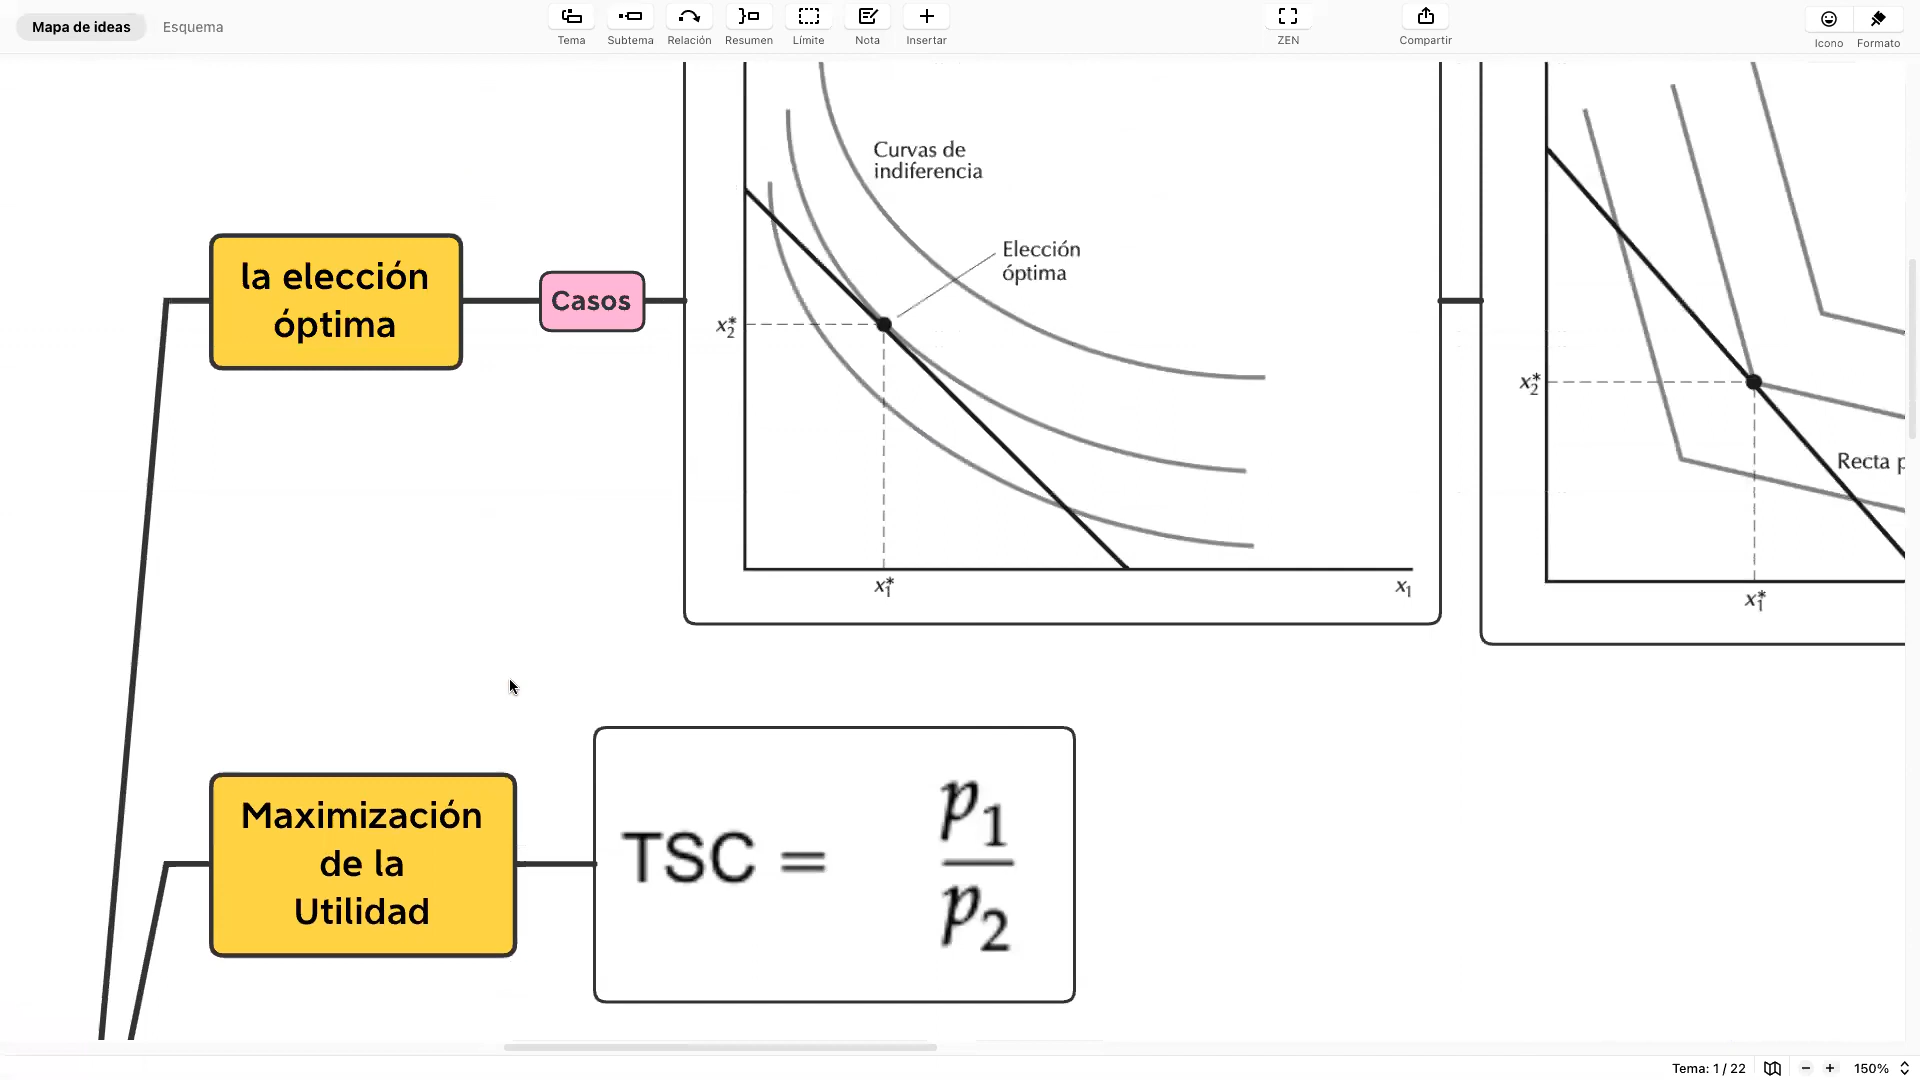 Mapa de ideas
Esquema
Tema
Subtema
Relación
Resumen
Límite
Nota
Insertar
ZEN
Compartir
Icono
Formato
Curvas de
indiferencia
Elección
óptima
la elección
óptima
Casos
x₂*
x₁*
x₁
x₂*
Recta p
x₁*
Maximización
de la
Utilidad
TSC = p₁/p₂
Tema: 1 / 22
150%